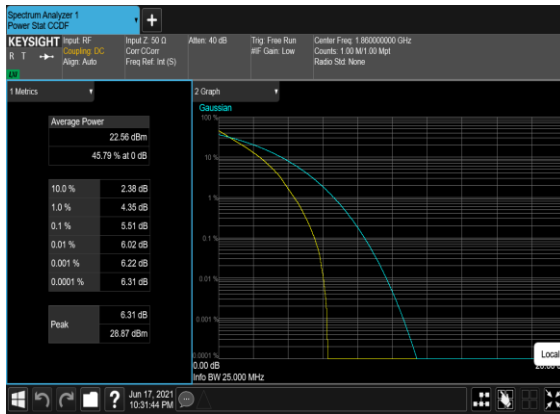 Spectrum Analyzer 1
Power Stat CCDF
KEYSIGHT
R T
Input: RF
Coupling: DC
Align: Auto
Input Z: 50 Ω
Corr CCorr
Freq Ref: Int (S)
Atten: 40 dB
Trig: Free Run
#IF Gain: Low
Center Freq: 1.860000000 GHz
Counts: 1.00 M/1.00 Mpt
Radio Std: None
1 Metrics
Average Power
22.56 dBm
45.79 % at 0 dB
10.0 % 2.38 dB
1.0 % 4.35 dB
0.1 % 5.51 dB
0.01 % 6.02 dB
0.001 % 6.22 dB
0.0001 % 6.31 dB
Peak
6.31 dB
28.87 dBm
2 Graph
Gaussian
100 %
10 %
1 %
0.1 %
0.01 %
0.001 %
0.0001 %
0.00 dB
Info BW 25.000 MHz
Local
?
Jun 17, 2021
10:31:44 PM